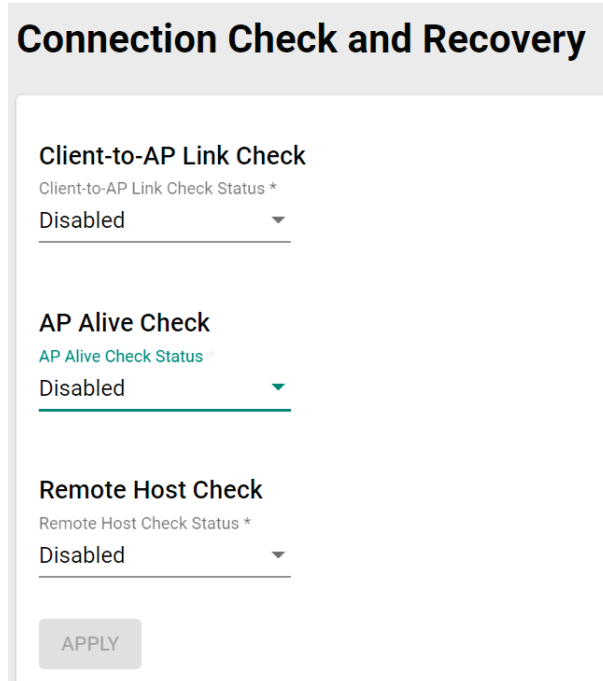 Connection Check and Recovery
Client-to-AP Link Check
Client-to-AP Link Check Status *
Disabled
AP Alive Check
AP Alive Check Status *
Disabled
Remote Host Check
Remote Host Check Status *
Disabled
APPLY